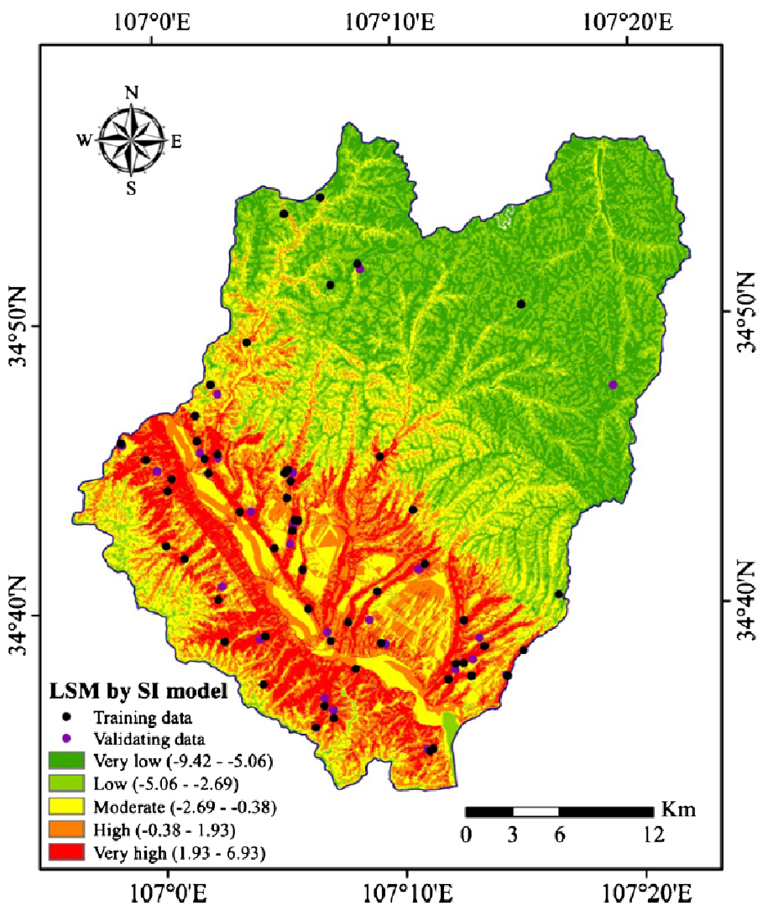 107°0'E 107°10'E 107°20'E
N
W E
S
34°50'N 34°50'N
34°40'N 34°40'N
LSM by SI model
Training data
Validating data
Very low (-9.42 - -5.06)
Low (-5.06 - -2.69)
Moderate (-2.69 - -0.38)
High (-0.38 - 1.93)
Very high (1.93 - 6.93)
Km
0 3 6 12
107°0'E 107°10'E 107°20'E